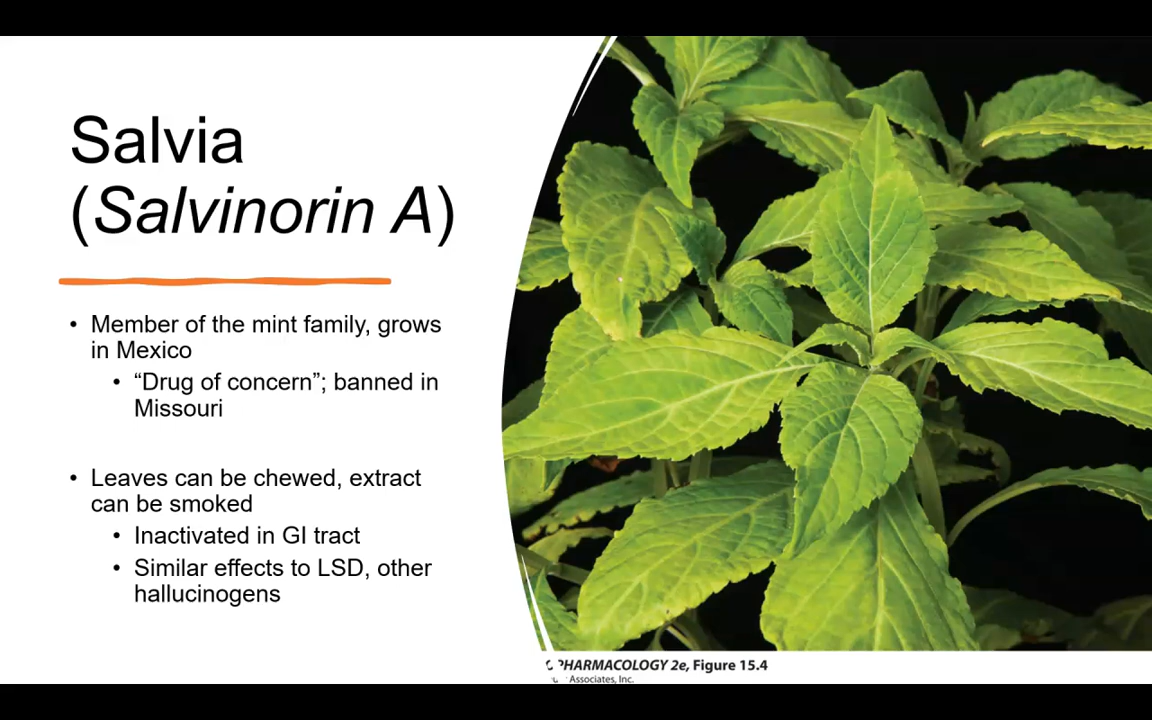 Salvia
(Salvinorin A)
• Member of the mint family, grows
in Mexico
• “Drug of concern”; banned in
Missouri
• Leaves can be chewed, extract
can be smoked
• Inactivated in GI tract
• Similar effects to LSD, other
hallucinogens
PHARMACOLOGY 2e, Figure 15.4
Associates, Inc.